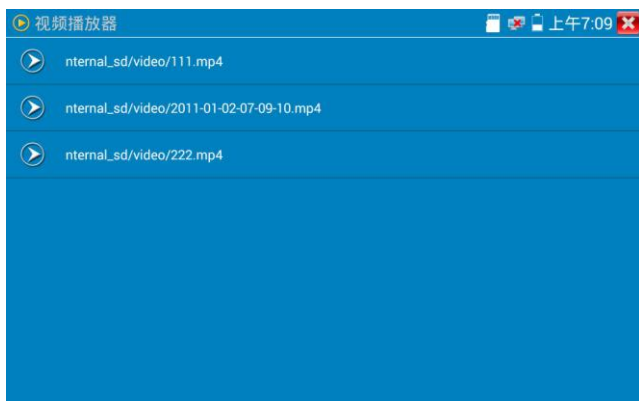 视频播放器 上午7:09
nternal_sd/video/111.mp4
nternal_sd/video/2011-01-02-07-09-10.mp4
nternal_sd/video/222.mp4